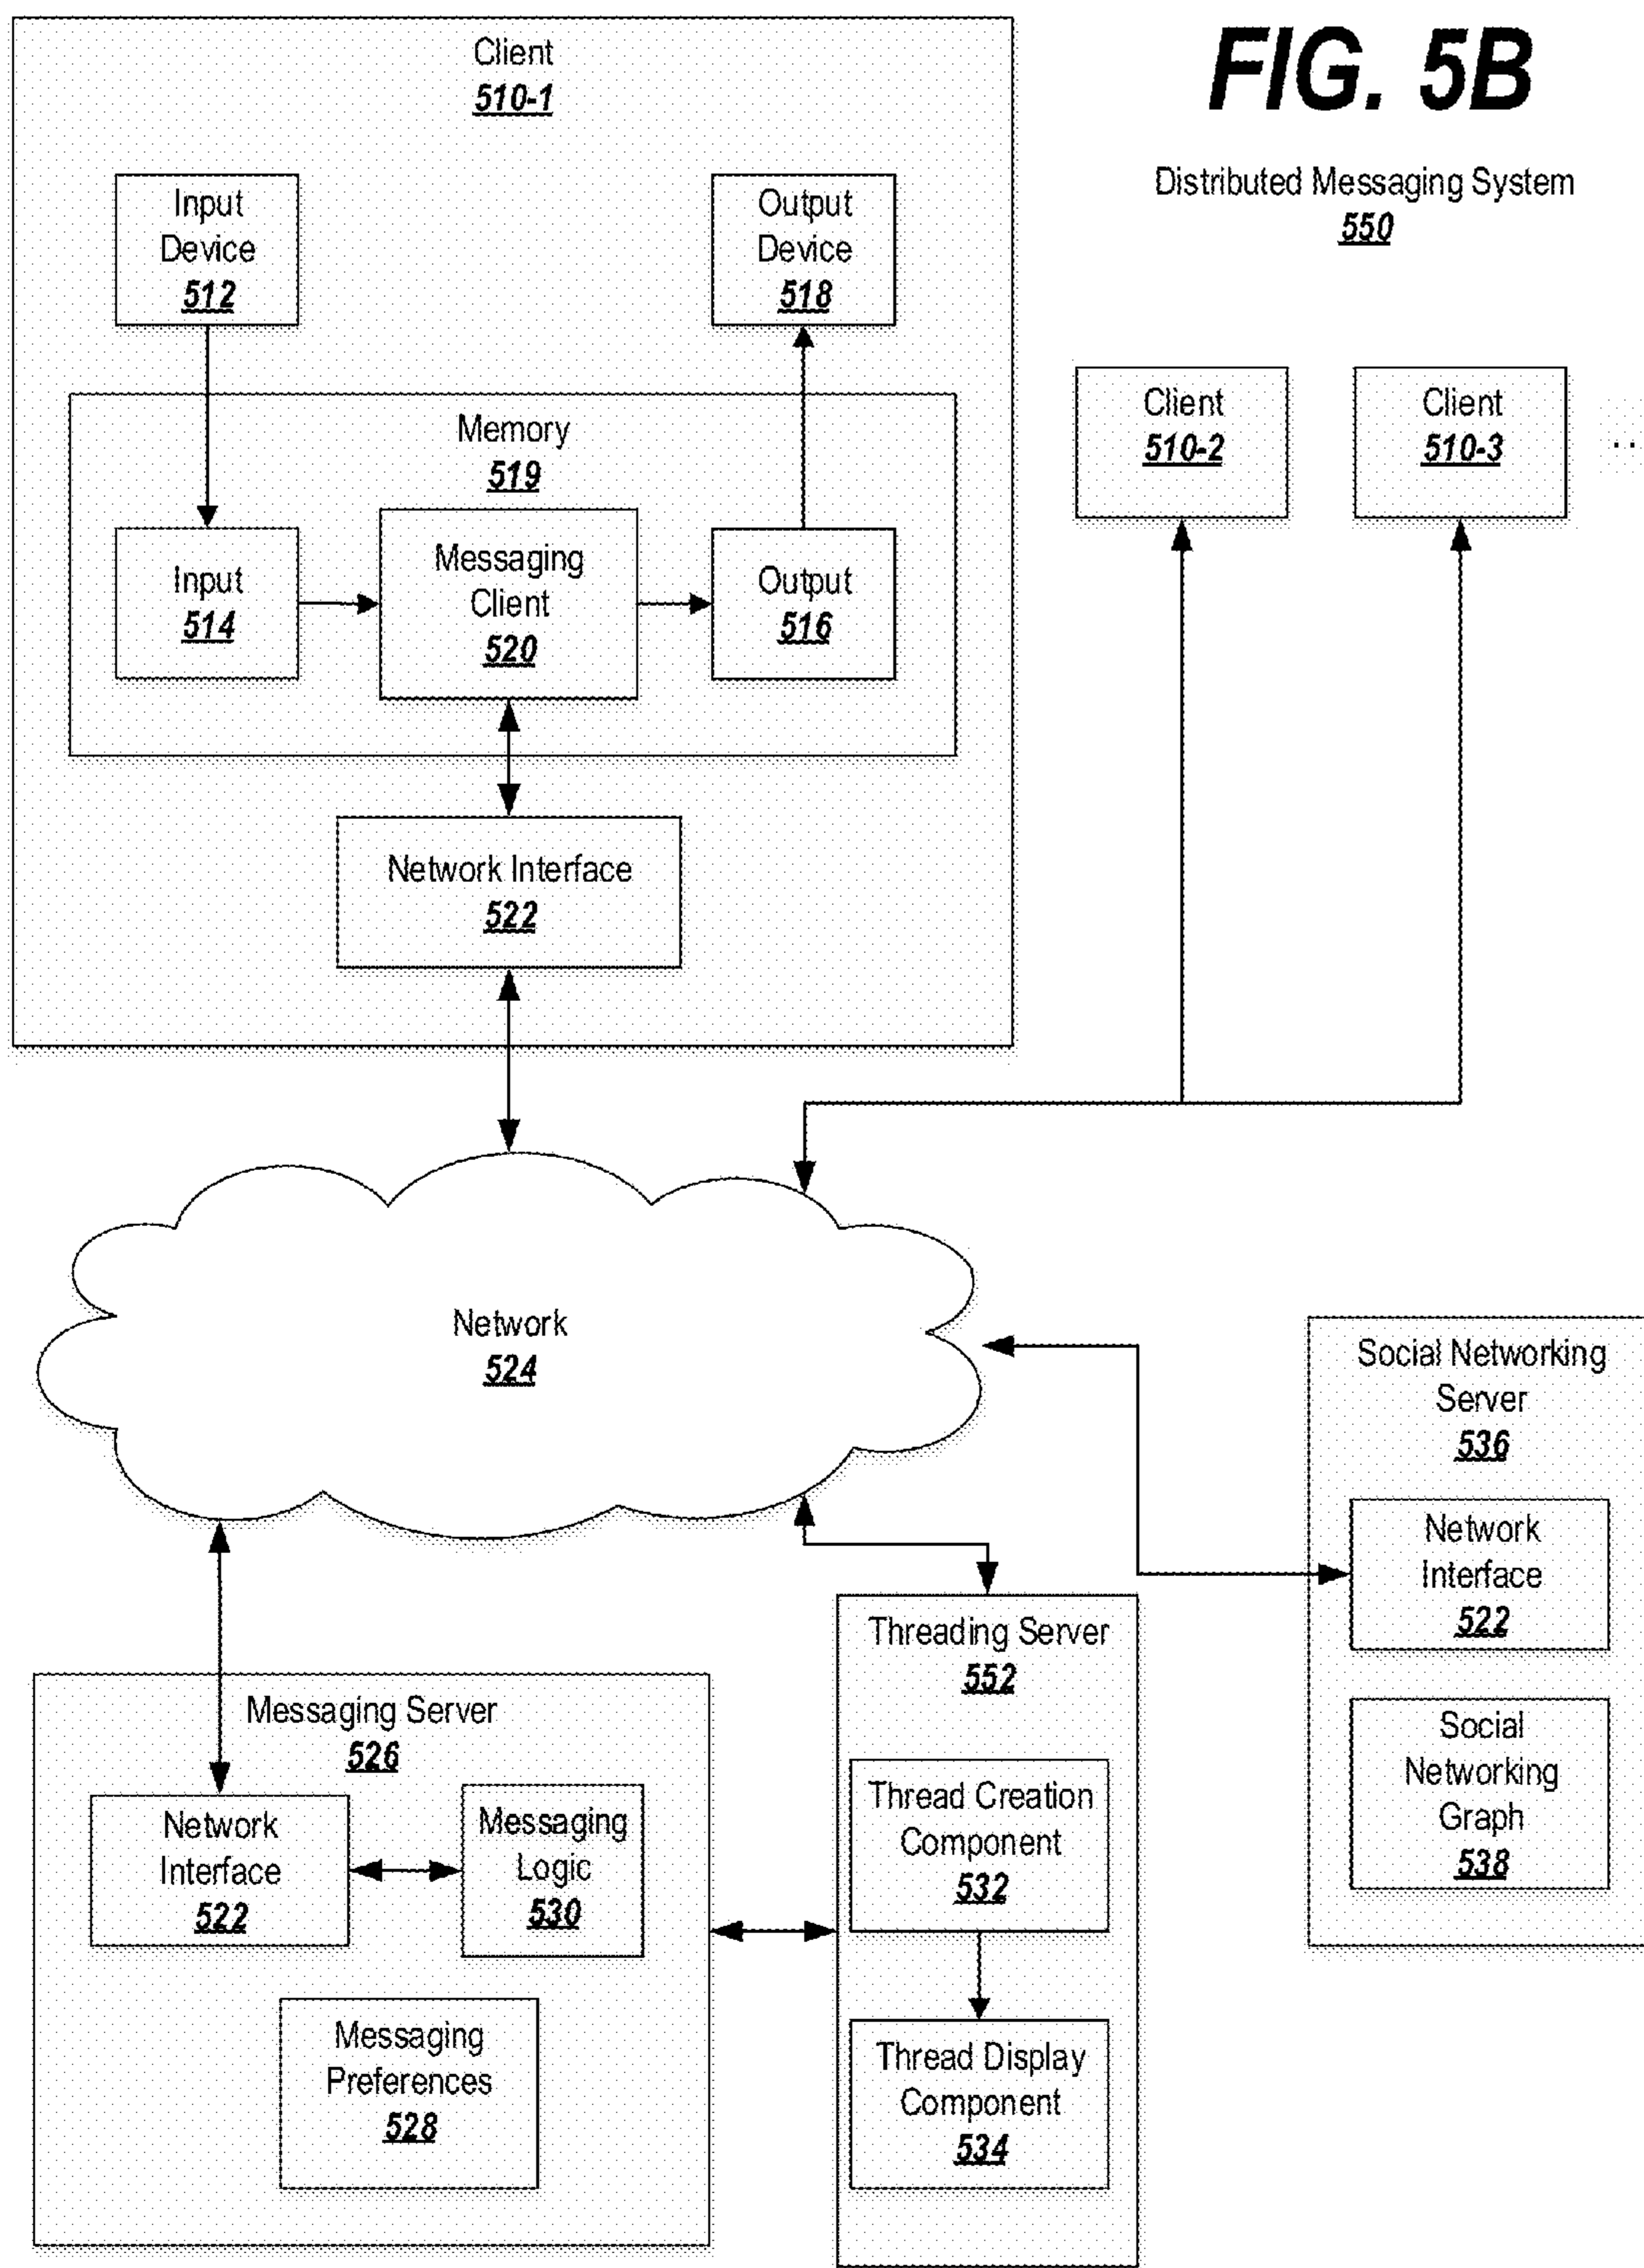 FIG. 5B
Distributed Messaging System
550
Client
510-1
Input
Device
512
Output
Device
518
Memory
519
Input
514
Messaging
Client
520
Output
516
Network Interface
522
Client
510-2
Client
510-3
..
Network
524
Social Networking
Server
536
Network
Interface
522
Social
Networking
Graph
538
Messaging Server
526
Network
Interface
522
Messaging
Logic
530
Messaging
Preferences
528
Threading Server
552
Thread Creation
Component
532
Thread Display
Component
534